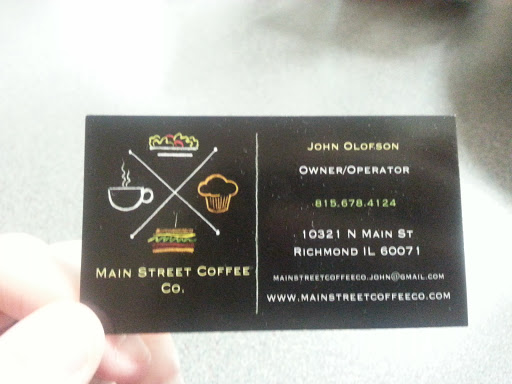 Main Street Coffee
Co.
John Olofson
Owner/Operator
815.678.4124
10321 N Main St
Richmond IL 60071
mainstreetcoffeeco.john@gmail.com
www.mainstreetcoffeeco.com